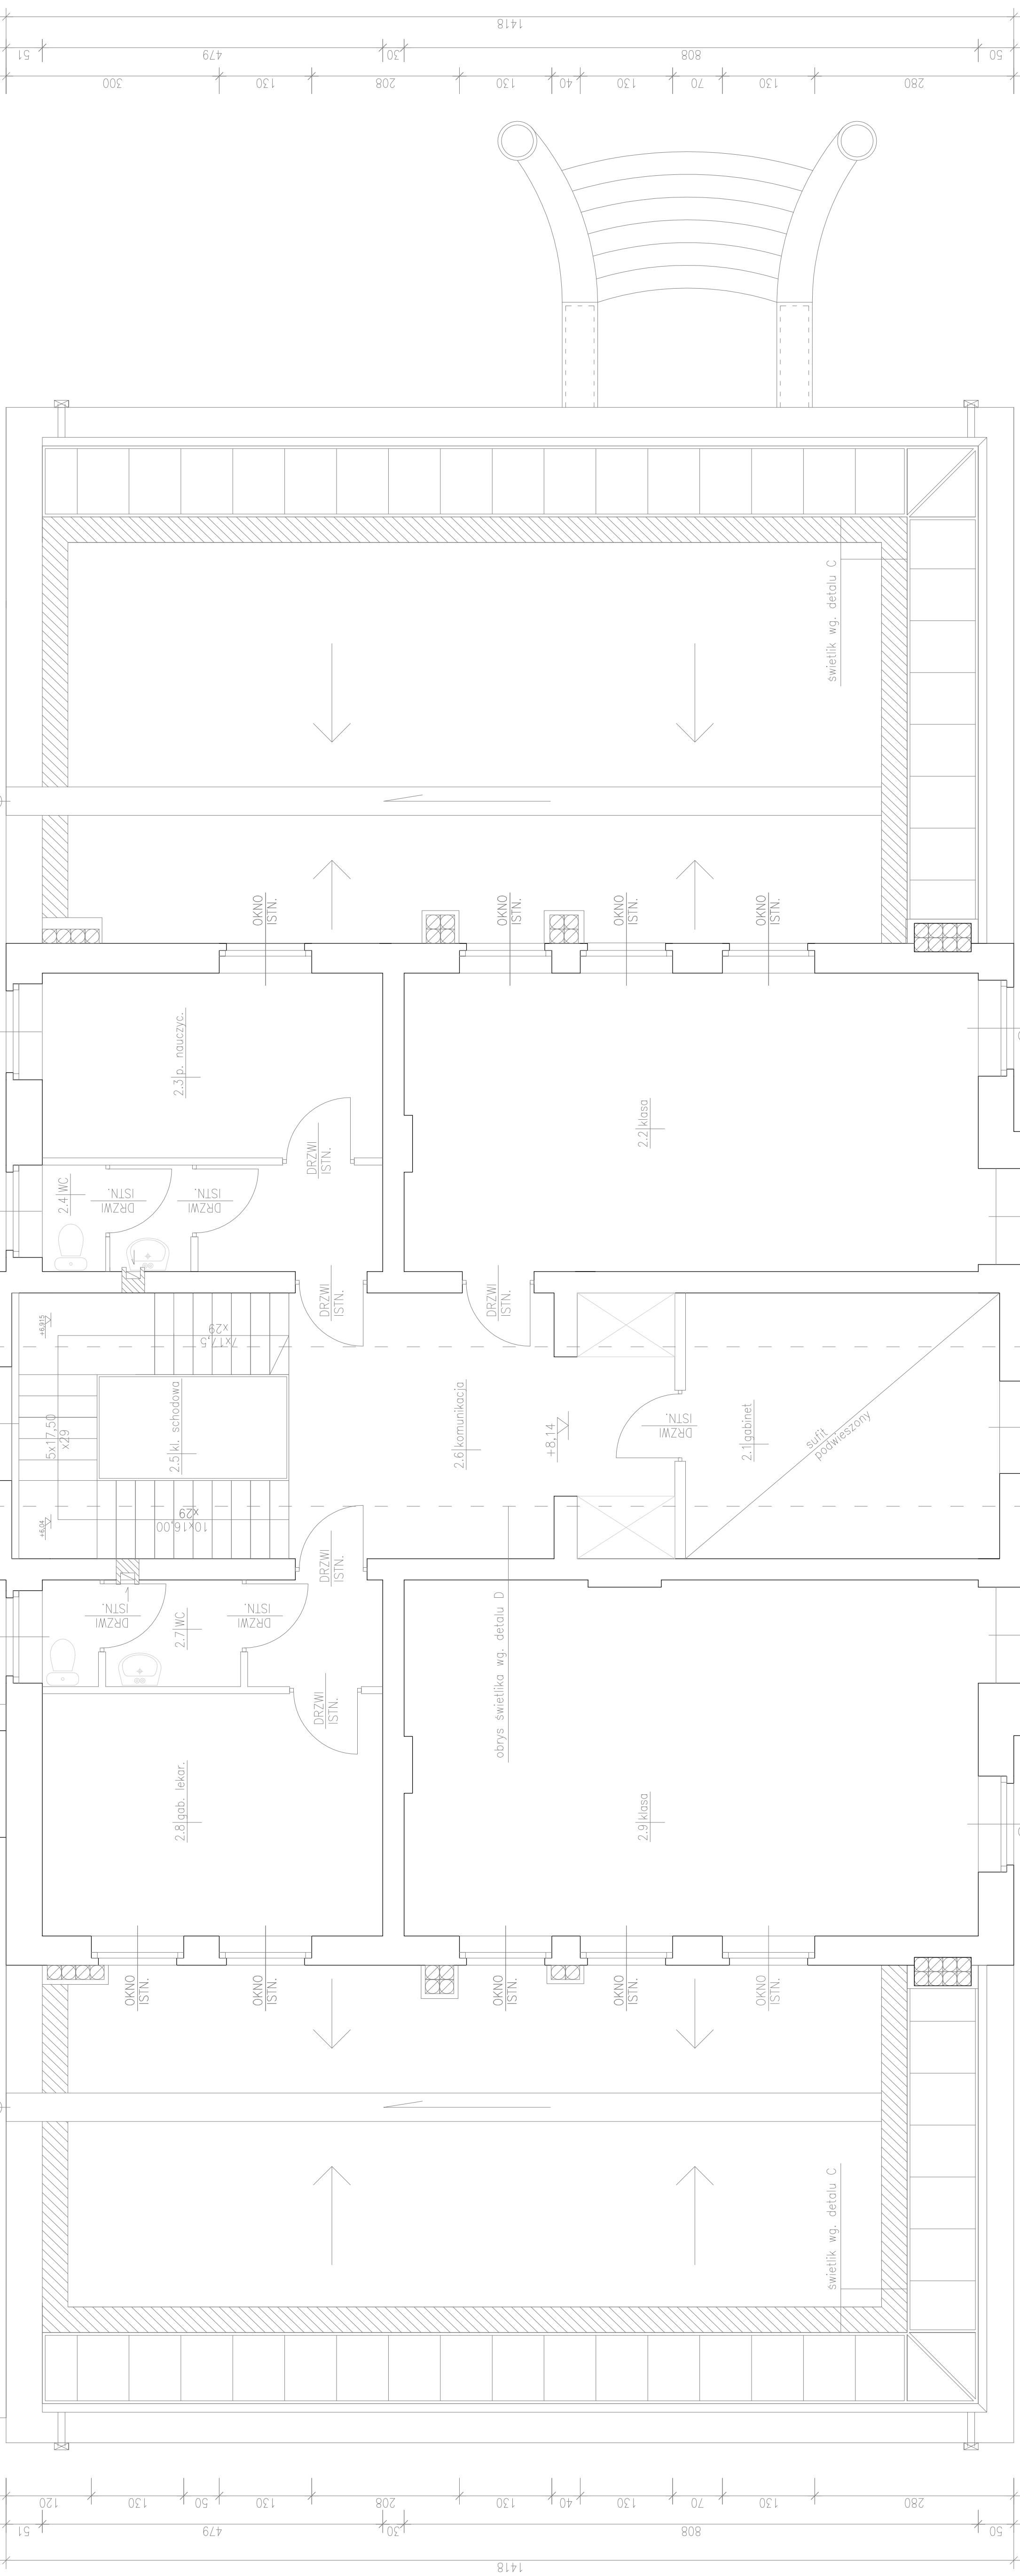 1418
51
479
30
808
50
300
130
208
130
40
130
70
130
280
świetlik wg. detalu C
OKNO
ISTN.
OKNO
ISTN.
OKNO
ISTN.
OKNO
ISTN.
2.3 p. nauczyc.
2.2 klasa
DRZWI
ISTN.
2.4 WC
DRZWI
ISTN.
DRZWI
ISTN.
DRZWI
ISTN.
DRZWI
ISTN.
+6,915
7x17,5
x29
5x17,50
x29
2.5 kl. schodowa
2.6 komunikacja
+8,14
DRZWI
ISTN.
2.1 gabinet
sufit
podwieszony
+6,04
10x16,00
x29
DRZWI
ISTN.
DRZWI
ISTN.
2.7 WC
DRZWI
ISTN.
obrys świetlika wg. detalu D
DRZWI
ISTN.
2.8 gab. lekar.
2.9 klasa
OKNO
ISTN.
OKNO
ISTN.
OKNO
ISTN.
OKNO
ISTN.
OKNO
ISTN.
świetlik wg. detalu C
120
130
50
130
208
130
40
130
70
130
280
51
479
30
808
50
1418